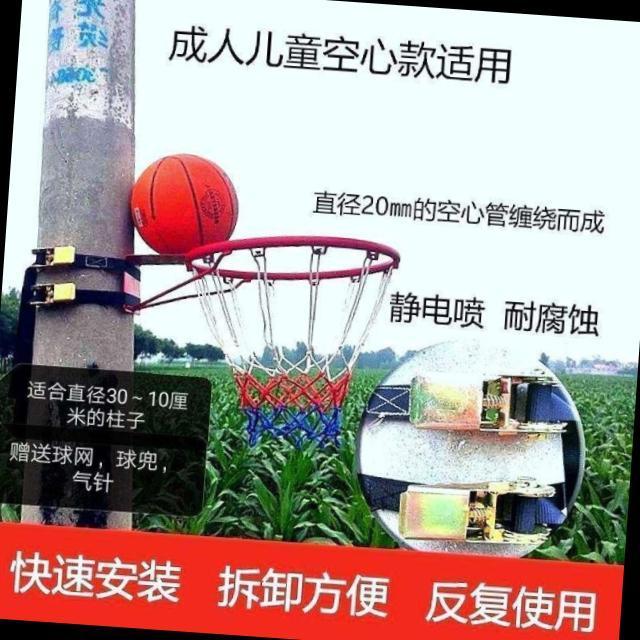 成人儿童空心款适用
直径20mm的空心管缠绕而成
静电喷 耐腐蚀
适合直径30~10厘
米的柱子
赠送球网，球兜，
气针
快速安装 拆卸方便 反复使用